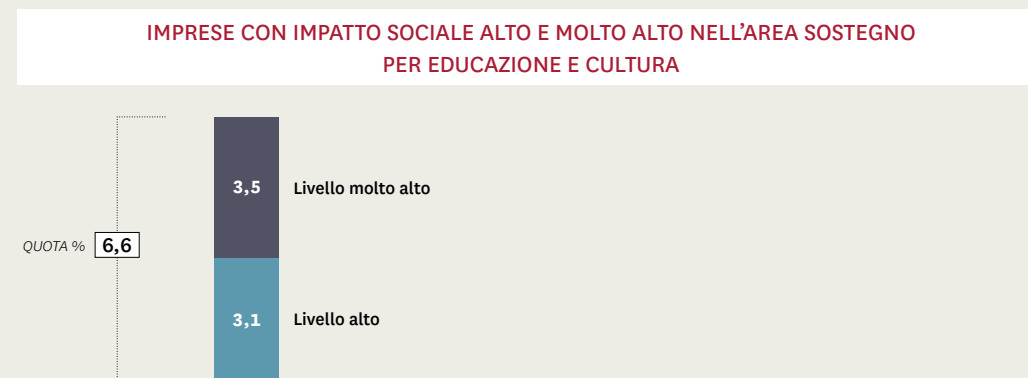 IMPRESE CON IMPATTO SOCIALE ALTO E MOLTO ALTO NELL’AREA SOSTEGNO
PER EDUCAZIONE E CULTURA
3,5 Livello molto alto
QUOTA % 6,6
3,1 Livello alto